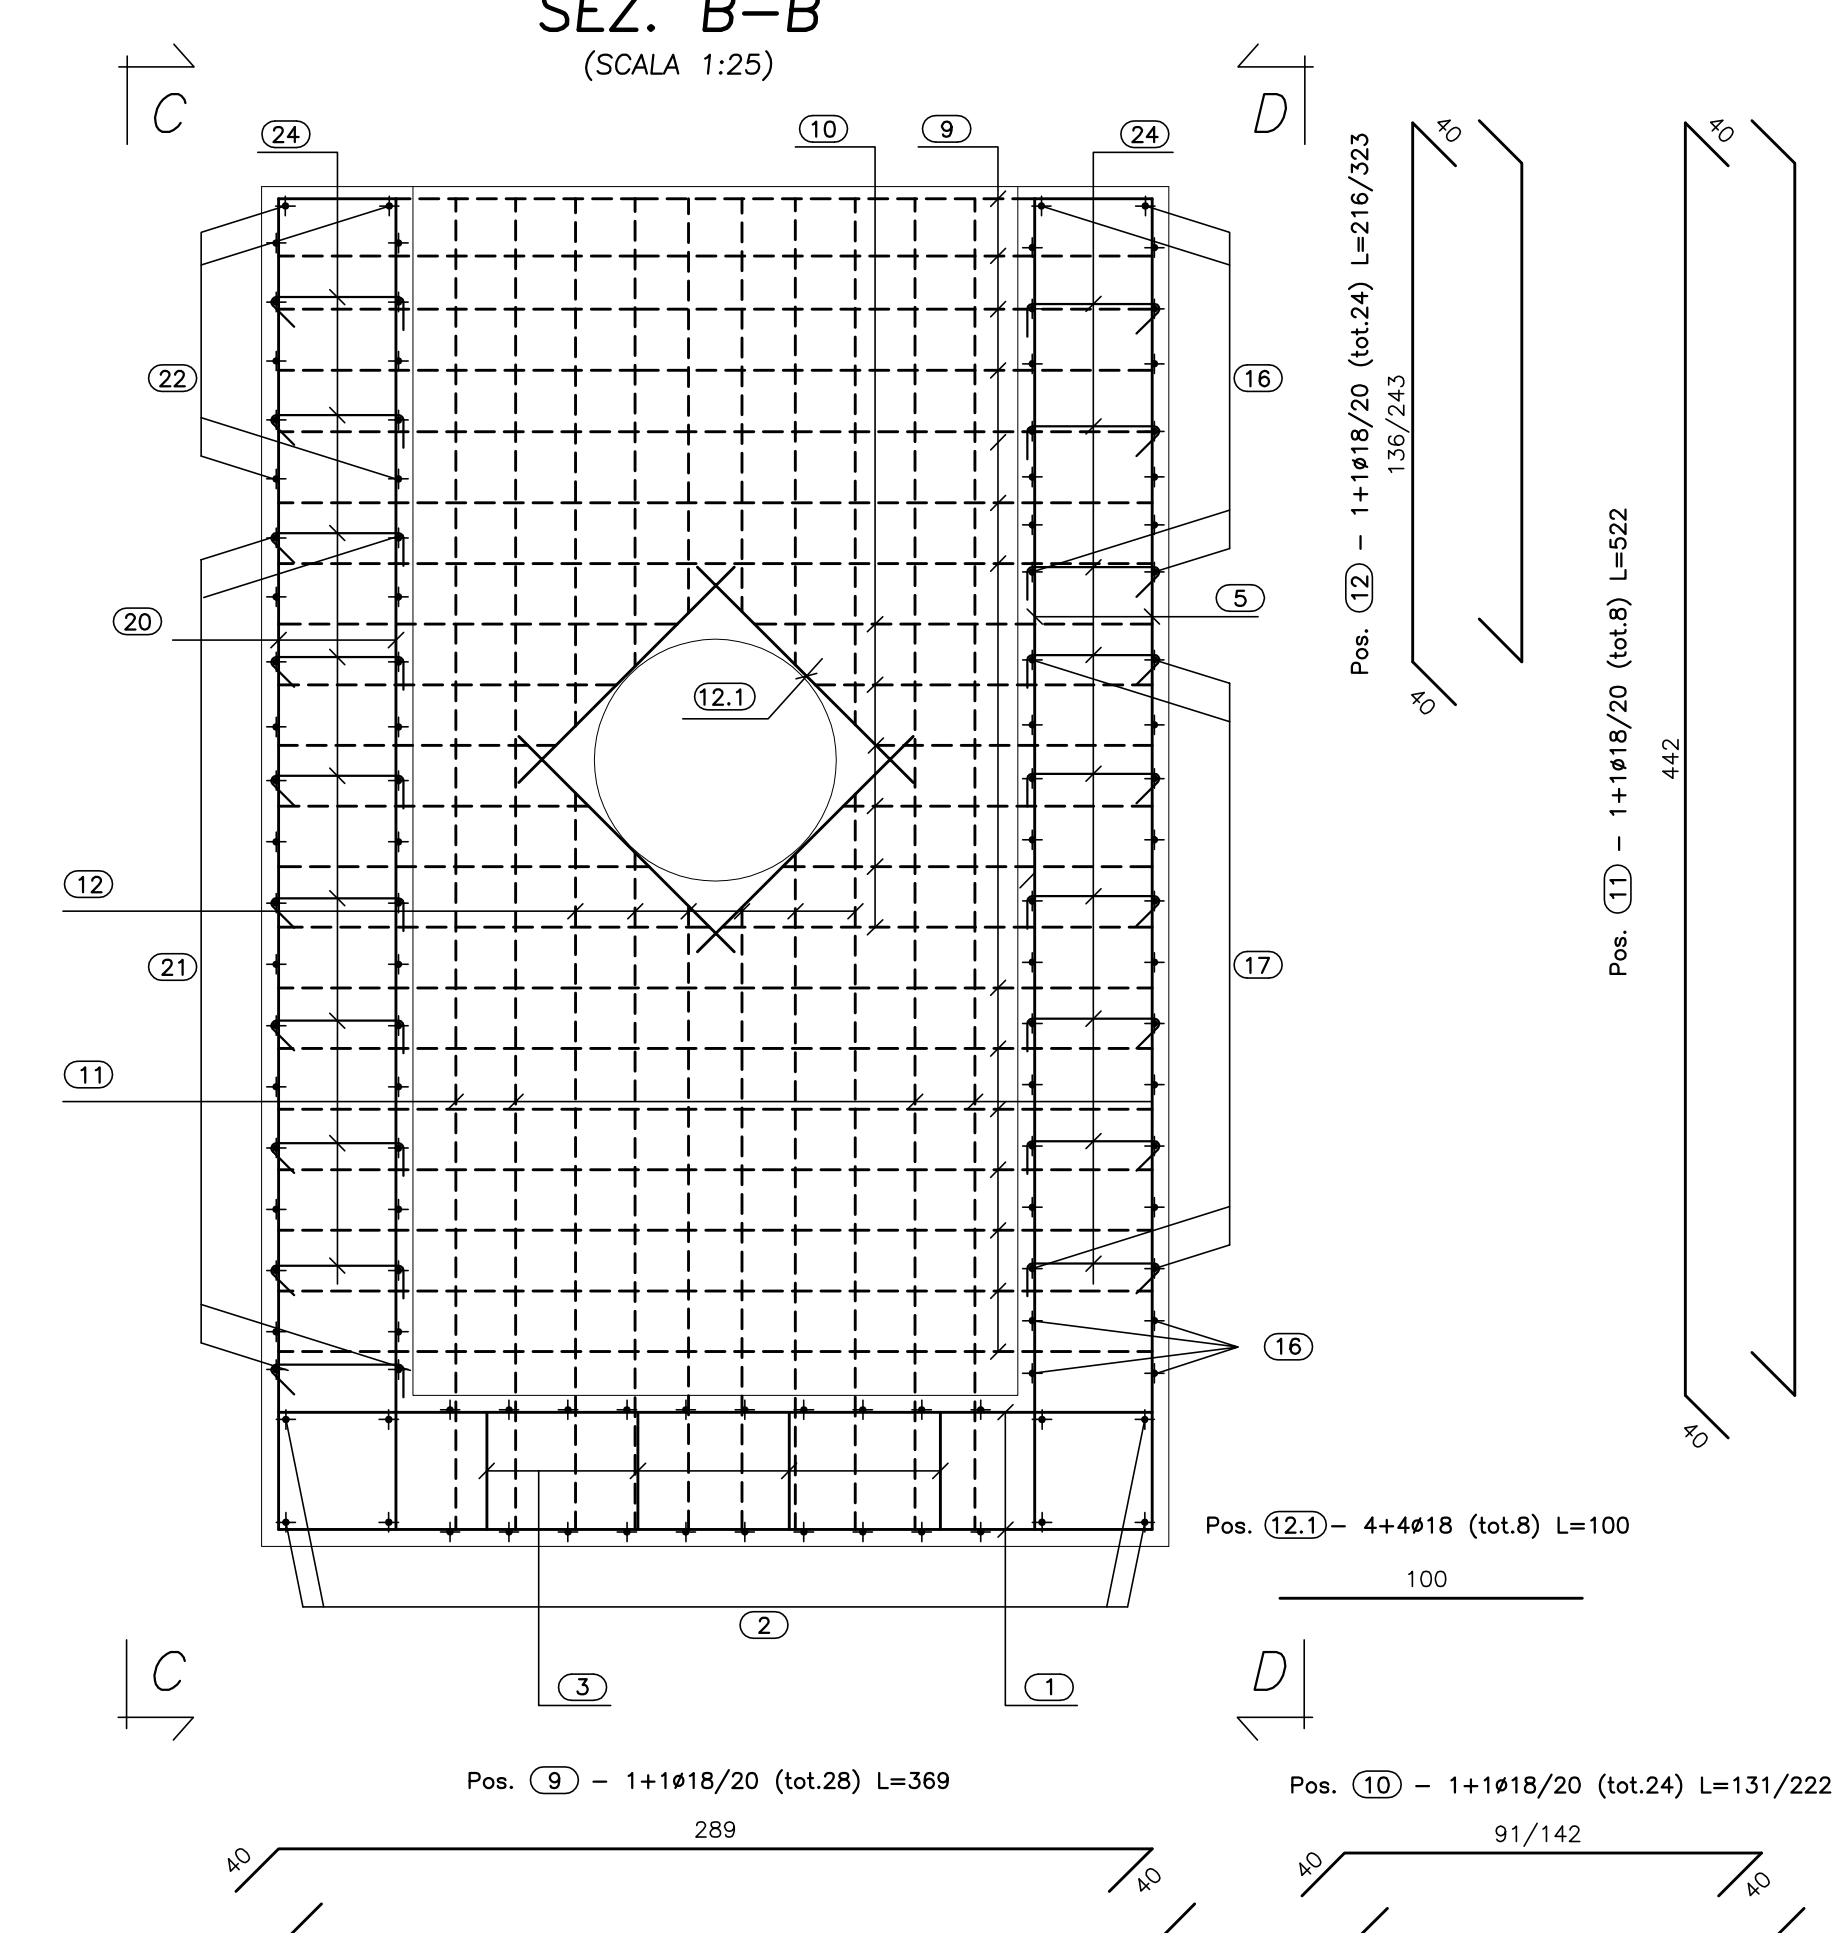 SEZ. B–B
(SCALA 1:25)
C
D
24
10
9
24
22
16
5
20
12.1
12
21
17
11
16
2
3
1
C
D
Pos. 12 – 1+1ø18/20 (tot.24) L=216/323
136/243
40
40
Pos. 11 – 1+1ø18/20 (tot.8) L=522
442
40
40
Pos. 12.1 – 4+4ø18 (tot.8) L=100
100
Pos. 9 – 1+1ø18/20 (tot.28) L=369
289
40
40
Pos. 10 – 1+1ø18/20 (tot.24) L=131/222
91/142
40
40